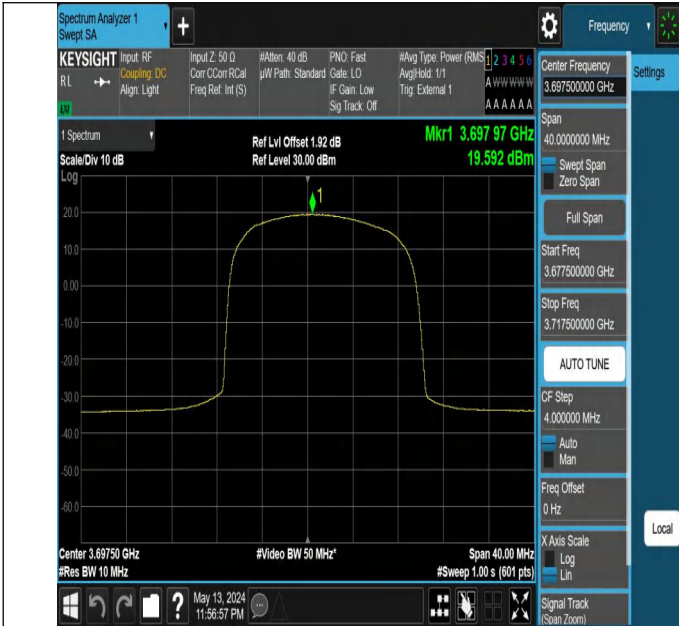 Spectrum Analyzer 1
Swept SA
+
Frequency
KEYSIGHT
RL
LXI
Input: RF
Coupling: DC
Align: Light
Input Z: 50 Ω
Corr CCorr RCal
Freq Ref: Int (S)
#Atten: 40 dB
µW Path: Standard
PNO: Fast
Gate: LO
IF Gain: Low
Sig Track: Off
#Avg Type: Power (RMS
Avg|Hold: 1/1
Trig: External 1
1 2 3 4 5 6
A W W W W W
A A A A A A
1 Spectrum
Scale/Div 10 dB
Ref Lvl Offset 1.92 dB
Ref Level 30.00 dBm
Mkr1 3.697 97 GHz
19.592 dBm
Log
1
20.0
10.0
0.00
-10.0
-20.0
-30.0
-40.0
-50.0
-60.0
Center 3.69750 GHz
#Res BW 10 MHz
#Video BW 50 MHz*
Span 40.00 MHz
#Sweep 1.00 s (601 pts)
Center Frequency
3.697500000 GHz
Settings
Span
40.0000000 MHz
Swept Span
Zero Span
Full Span
Start Freq
3.677500000 GHz
Stop Freq
3.717500000 GHz
AUTO TUNE
CF Step
4.000000 MHz
Auto
Man
Freq Offset
0 Hz
X Axis Scale
Log
Lin
Local
Signal Track
(Span Zoom)
?
May 13, 2024
11:56:57 PM